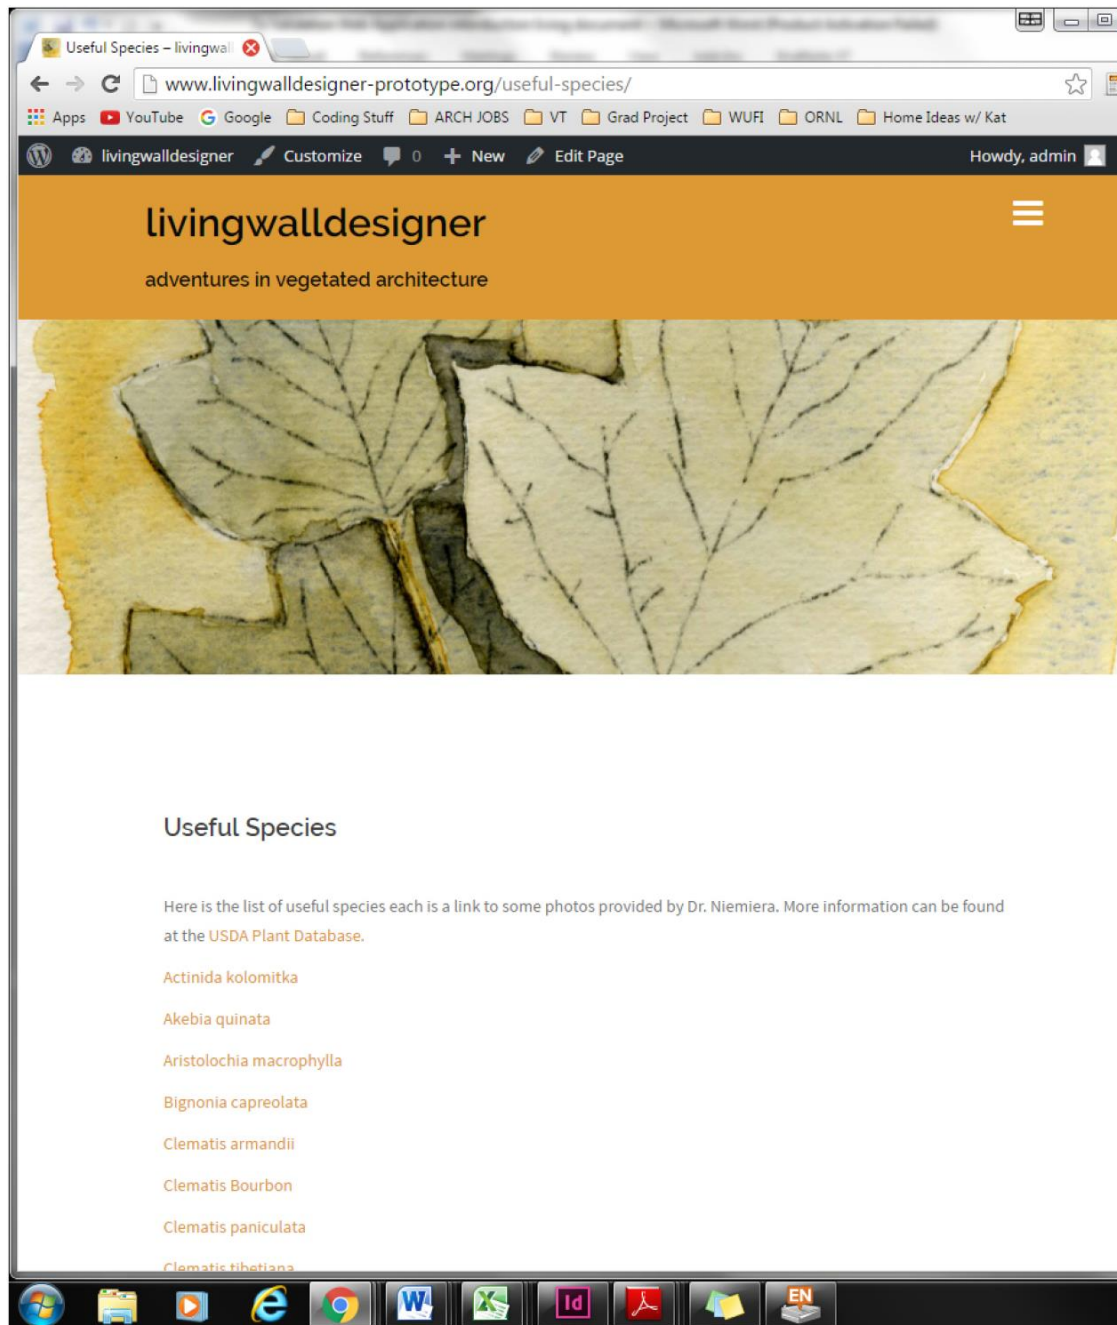 Useful Species – livingwall
www.livingwalldesigner-prototype.org/useful-species/
Apps YouTube Google Coding Stuff ARCH JOBS VT Grad Project WUFI ORNL Home Ideas w/ Kat
livingwalldesigner Customize 0 New Edit Page Howdy, admin
livingwalldesigner
adventures in vegetated architecture
Useful Species
Here is the list of useful species each is a link to some photos provided by Dr. Niemiera. More information can be found
at the USDA Plant Database.
Actinida kolomitka
Akebia quinata
Aristolochia macrophylla
Bignonia capreolata
Clematis armandii
Clematis Bourbon
Clematis paniculata
Clematis tibetiana
Id EN